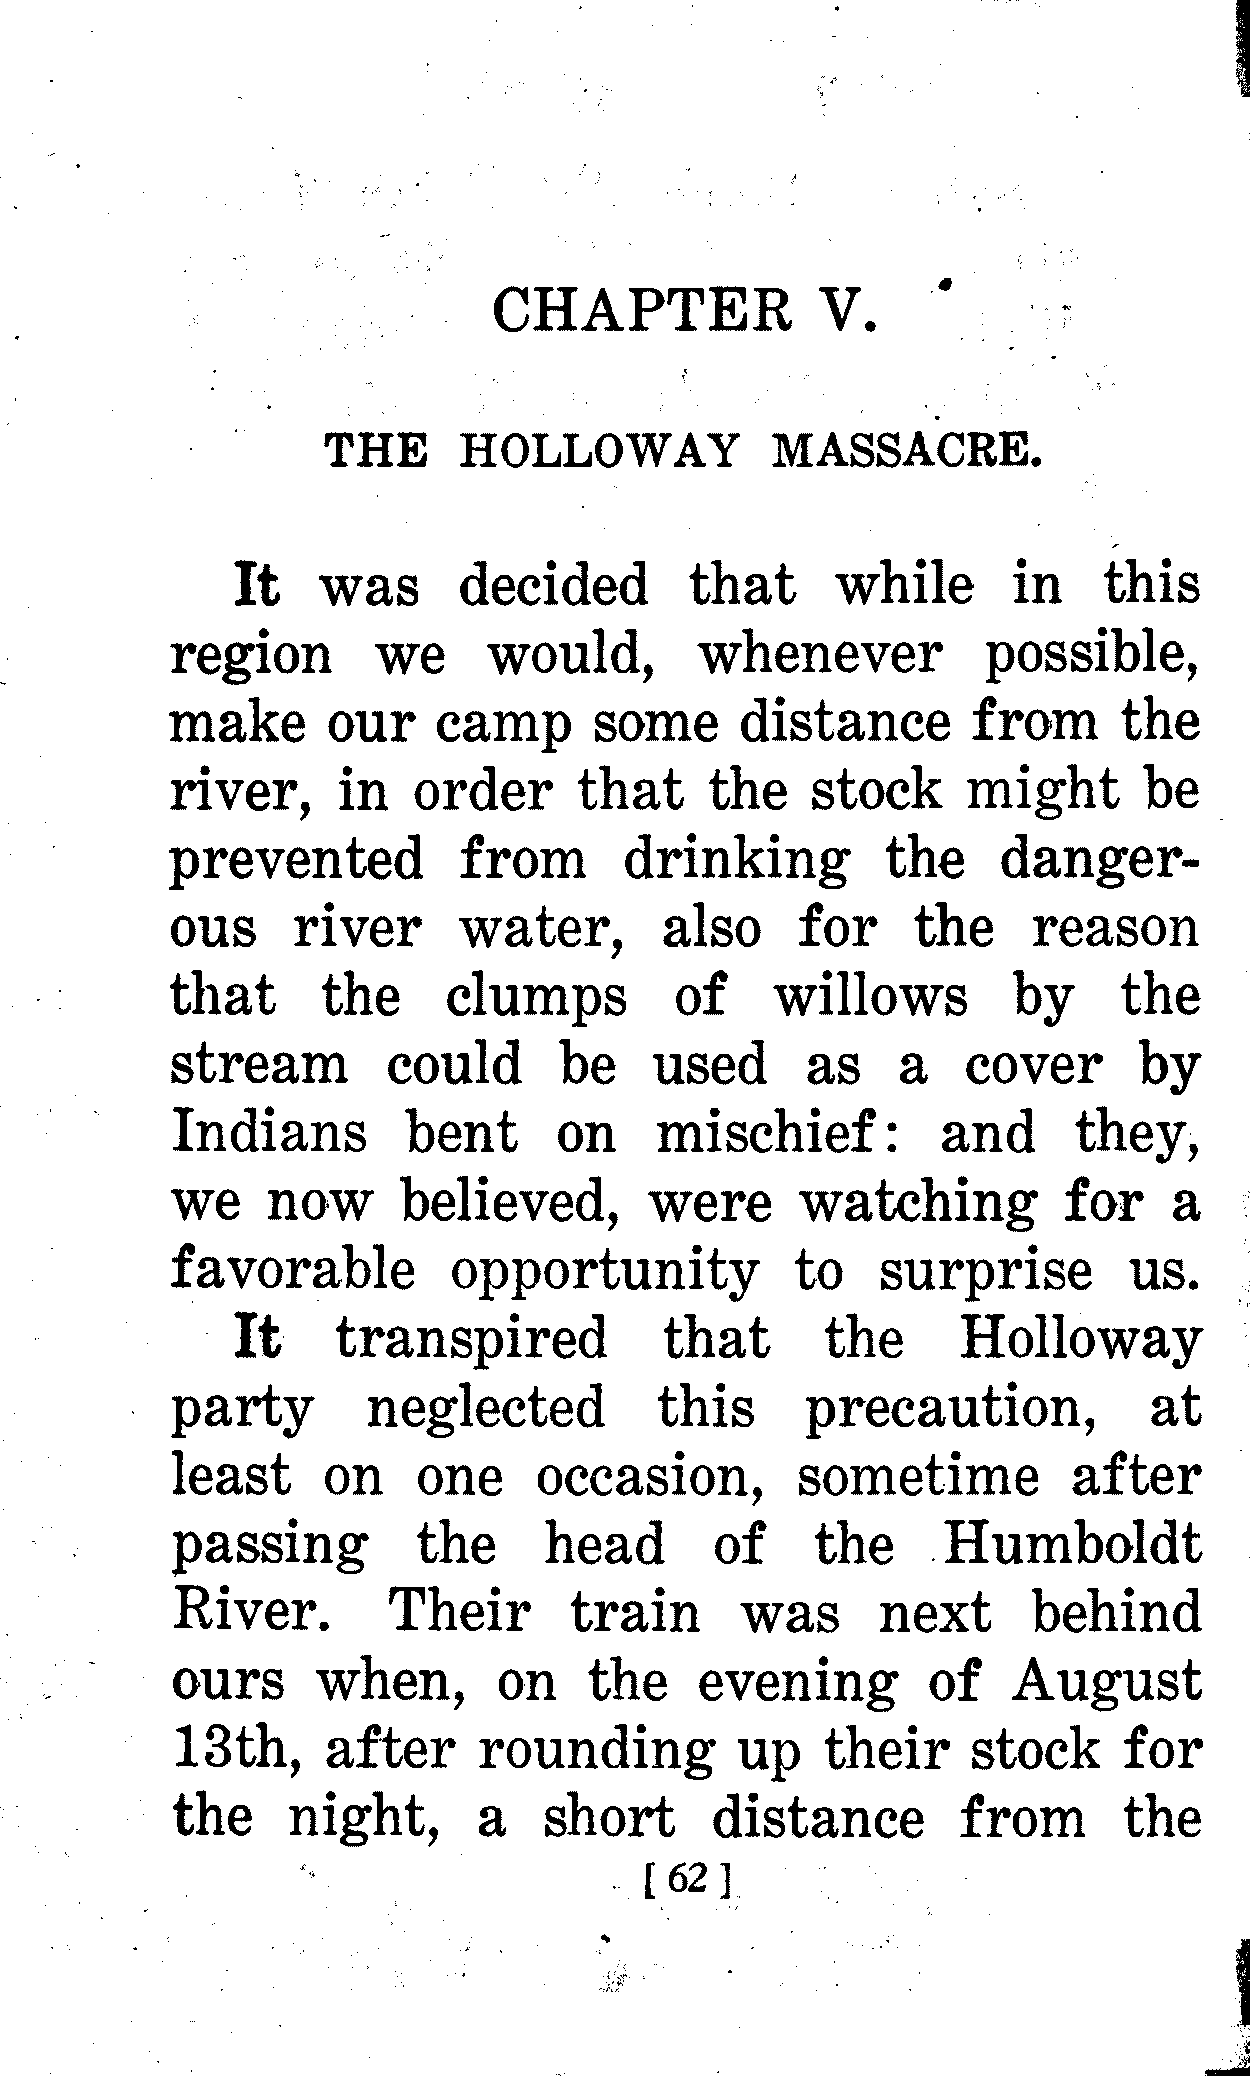 CHAPTER V.
THE HOLLOWAY MASSACRE.
It was decided that while in this
region we would, whenever possible,
make our camp some distance from the
river, in order that the stock might be
prevented from drinking the danger-
ous river water, also for the reason
that the clumps of willows by the
stream could be used as a cover by
Indians bent on mischief: and they,
we now believed, were watching for a
favorable opportunity to surprise us.
It transpired that the Holloway
party neglected this precaution, at
least on one occasion, sometime after
passing the head of the Humboldt
River. Their train was next behind
ours when, on the evening of August
13th, after rounding up their stock for
the night, a short distance from the
[ 62 ]